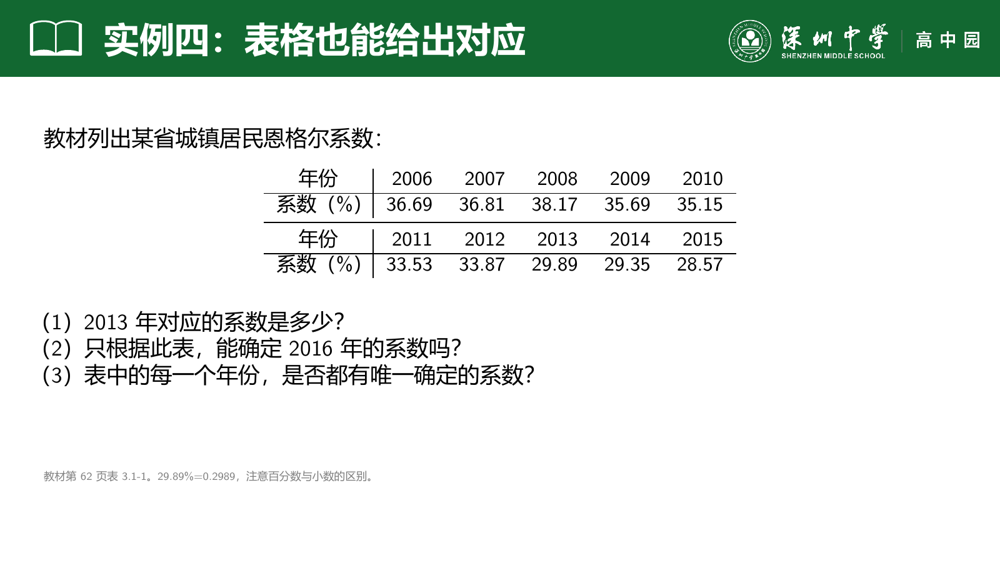 实例四：表格也能给出对应
深圳中学
SHENZHEN MIDDLE SCHOOL
高中园
教材列出某省城镇居民恩格尔系数：
年份 2006 2007 2008 2009 2010
系数（%） 36.69 36.81 38.17 35.69 35.15
年份 2011 2012 2013 2014 2015
系数（%） 33.53 33.87 29.89 29.35 28.57
（1）2013 年对应的系数是多少？
（2）只根据此表，能确定 2016 年的系数吗？
（3）表中的每一个年份，是否都有唯一确定的系数？
教材第 62 页表 3.1-1。29.89%=0.2989，注意百分数与小数的区别。